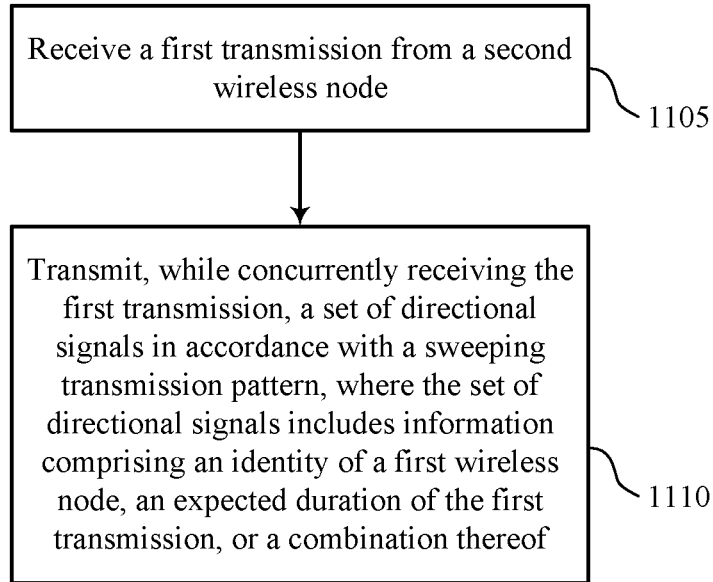 Receive a first transmission from a second
wireless node
1105
Transmit, while concurrently receiving the
first transmission, a set of directional
signals in accordance with a sweeping
transmission pattern, where the set of
directional signals includes information
comprising an identity of a first wireless
node, an expected duration of the first
transmission, or a combination thereof
1110